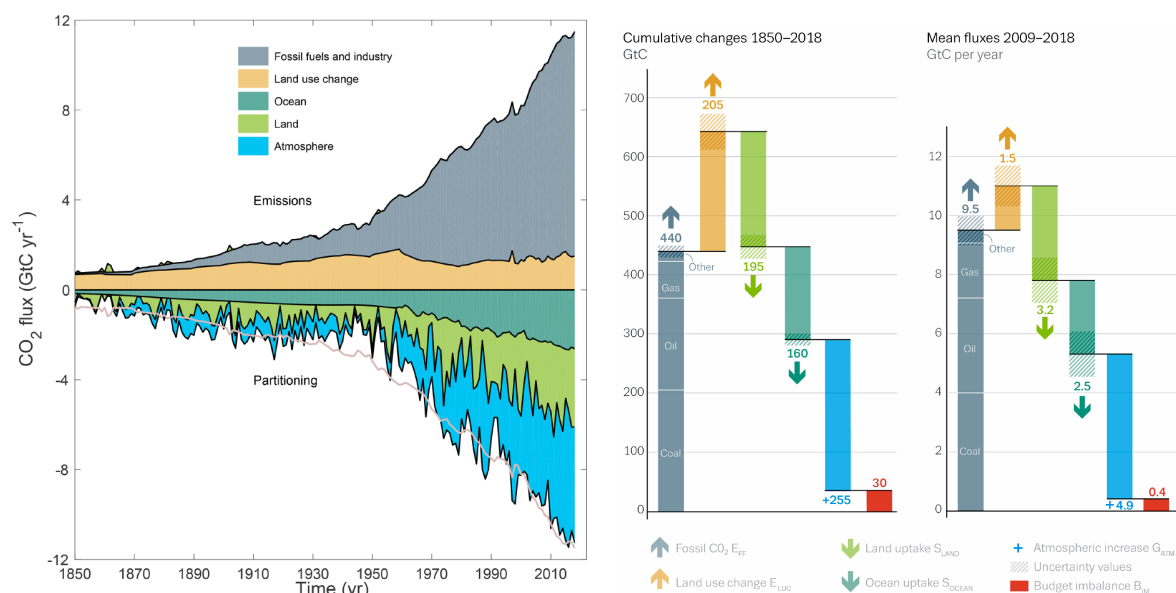 12
8
4
0
-4
-8
-12
CO2 flux (GtC yr-1)
Fossil fuels and industry
Land use change
Ocean
Land
Atmosphere
Emissions
Partitioning
1850 1870 1890 1910 1930 1950 1970 1990 2010
Time (yr)
Cumulative changes 1850–2018
GtC
700
600
500
400
300
200
100
0
205
440
Other
Gas
Oil
Coal
195
160
+255
30
Mean fluxes 2009–2018
GtC per year
12
10
8
6
4
2
0
1.5
9.5
Other
Gas
Oil
Coal
3.2
2.5
+4.9
0.4
Fossil C0₂ EFF
Land uptake SLAND
Atmospheric increase GATM
Uncertainty values
Land use change ELUC
Ocean uptake SOCEAN
Budget imbalance BIM